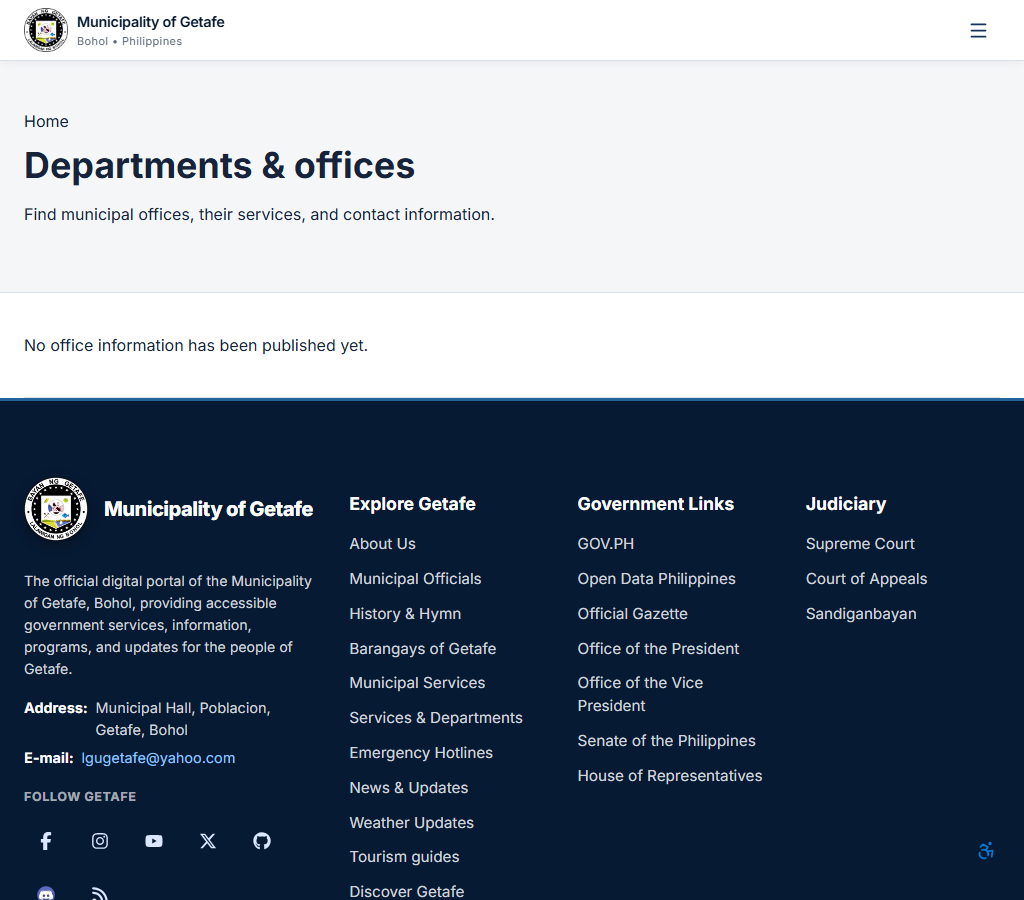 Municipality of Getafe
Bohol • Philippines
Home
Departments & offices
Find municipal offices, their services, and contact information.
No office information has been published yet.
BAYAN NG GETAFE
LALAWIGAN NG BOHOL
Municipality of Getafe
The official digital portal of the Municipality
of Getafe, Bohol, providing accessible
government services, information,
programs, and updates for the people of
Getafe.
Address: Municipal Hall, Poblacion,
Getafe, Bohol
E-mail: lgugetafe@yahoo.com
FOLLOW GETAFE
Explore Getafe
About Us
Municipal Officials
History & Hymn
Barangays of Getafe
Municipal Services
Services & Departments
Emergency Hotlines
News & Updates
Weather Updates
Tourism guides
Discover Getafe
Government Links
GOV.PH
Open Data Philippines
Official Gazette
Office of the President
Office of the Vice
President
Senate of the Philippines
House of Representatives
Judiciary
Supreme Court
Court of Appeals
Sandiganbayan